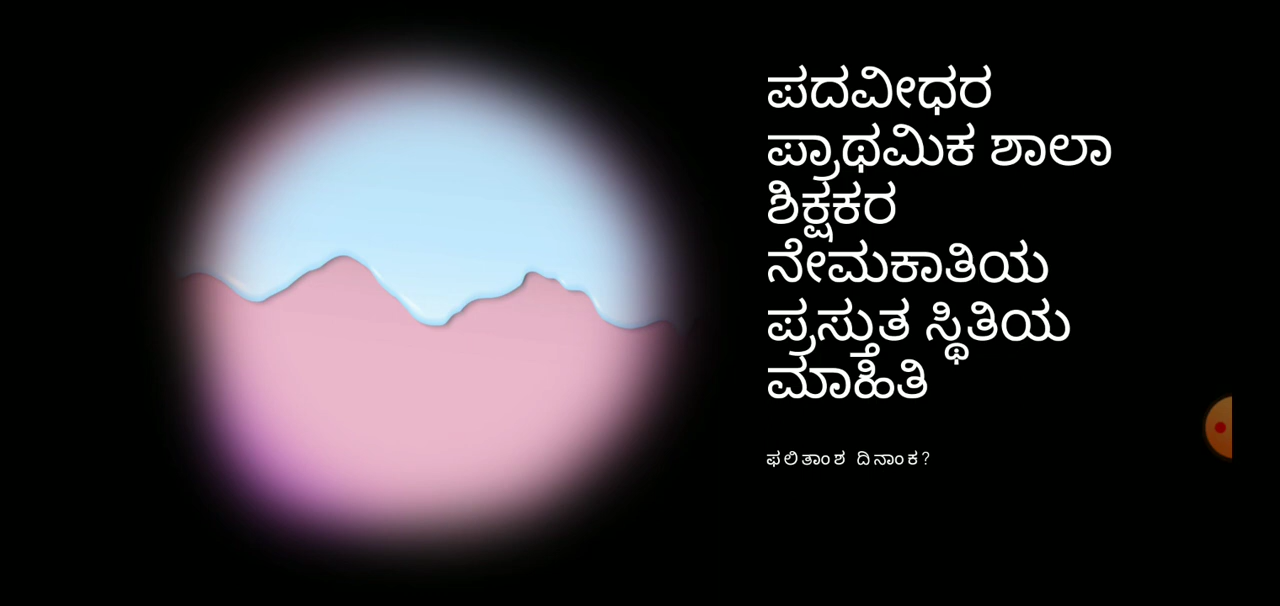 ಪದವೀಧರ
ಪ್ರಾಥಮಿಕ ಶಾಲಾ
ಶಿಕ್ಷಕರ
ನೇಮಕಾತಿಯ
ಪ್ರಸ್ತುತ ಸ್ಥಿತಿಯ
ಮಾಹಿತಿ
ಫಲಿತಾಂಶ ದಿನಾಂಕ?